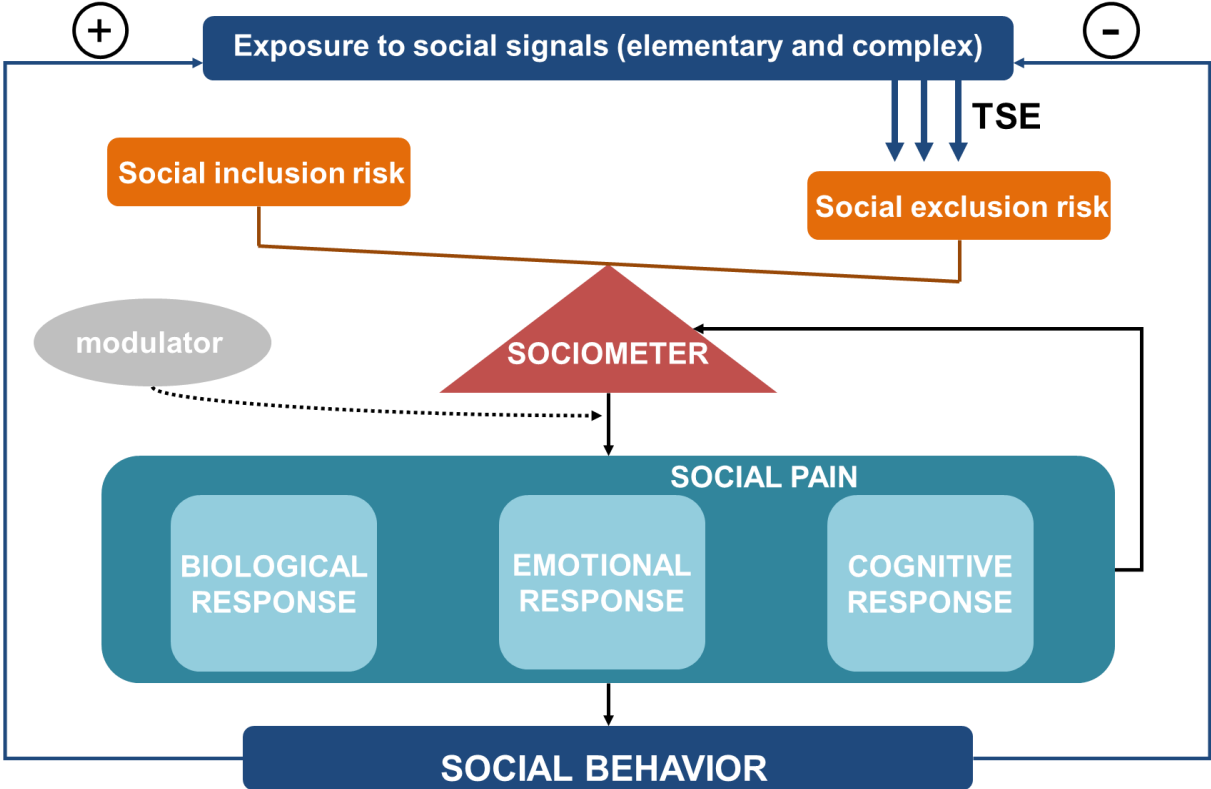 +
-
Exposure to social signals (elementary and complex)
TSE
Social inclusion risk
Social exclusion risk
modulator
SOCIOMETER
SOCIAL PAIN
BIOLOGICAL
RESPONSE
EMOTIONAL
RESPONSE
COGNITIVE
RESPONSE
SOCIAL BEHAVIOR